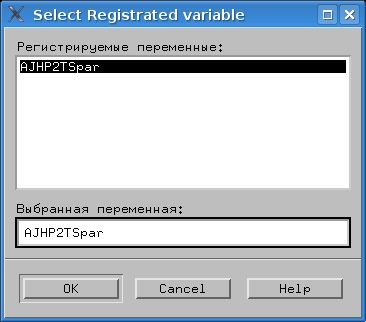 Select Registrated variable
Регистрируемые переменные:
AJHP2TSpar
Выбранная переменная:
AJHP2TSpar
OK Cancel Help